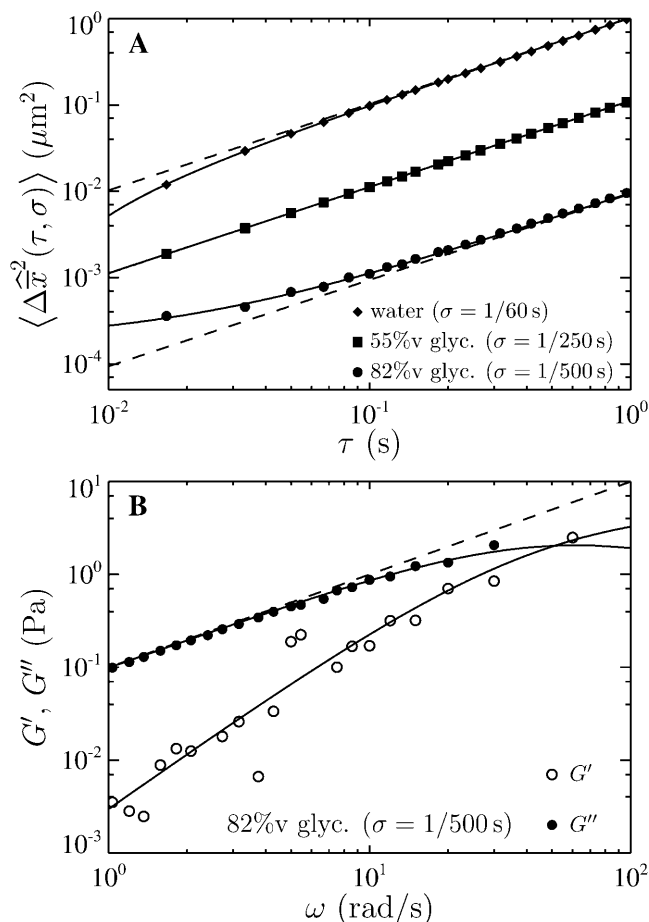 A
⟨Δx̂̿²(τ, σ)⟩ (μm²)
10⁰
10⁻¹
10⁻²
10⁻³
10⁻⁴
water (σ = 1/60 s)
55%v glyc. (σ = 1/250 s)
82%v glyc. (σ = 1/500 s)
10⁻² 10⁻¹ 10⁰
τ (s)
B
G′, G″ (Pa)
10¹
10⁰
10⁻¹
10⁻²
10⁻³
G′
82%v glyc. (σ = 1/500 s) G″
10⁰ 10¹ 10²
ω (rad/s)